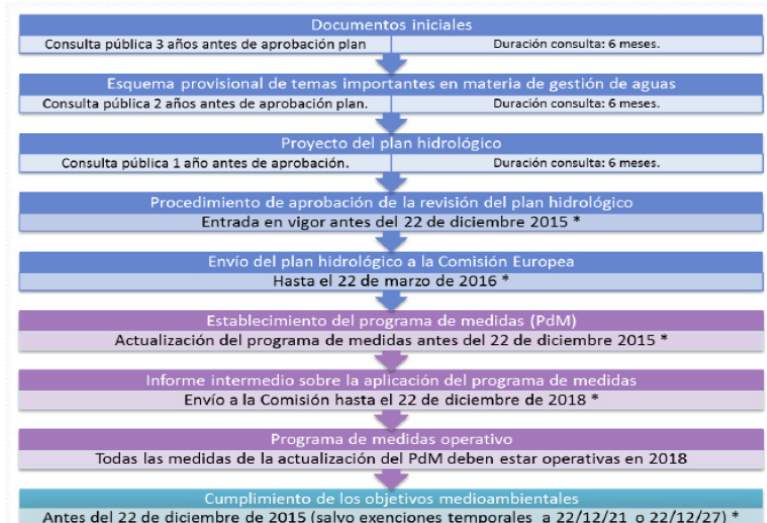 Documentos iniciales
Consulta pública 3 años antes de aprobación plan
Duración consulta: 6 meses.
Esquema provisional de temas importantes en materia de gestión de aguas
Consulta pública 2 años antes de aprobación plan.
Duración consulta: 6 meses.
Proyecto del plan hidrológico
Consulta pública 1 año antes de aprobación.
Duración consulta: 6 meses.
Procedimiento de aprobación de la revisión del plan hidrológico
Entrada en vigor antes del 22 de diciembre 2015 *
Envío del plan hidrológico a la Comisión Europea
Hasta el 22 de marzo de 2016 *
Establecimiento del programa de medidas (PdM)
Actualización del programa de medidas antes del 22 de diciembre 2015 *
Informe intermedio sobre la aplicación del programa de medidas
Envío a la Comisión hasta el 22 de diciembre de 2018 *
Programa de medidas operativo
Todas las medidas de la actualización del PdM deben estar operativas en 2018
Cumplimiento de los objetivos medioambientales
Antes del 22 de diciembre de 2015 (salvo exenciones temporales a 22/12/21 o 22/12/27) *